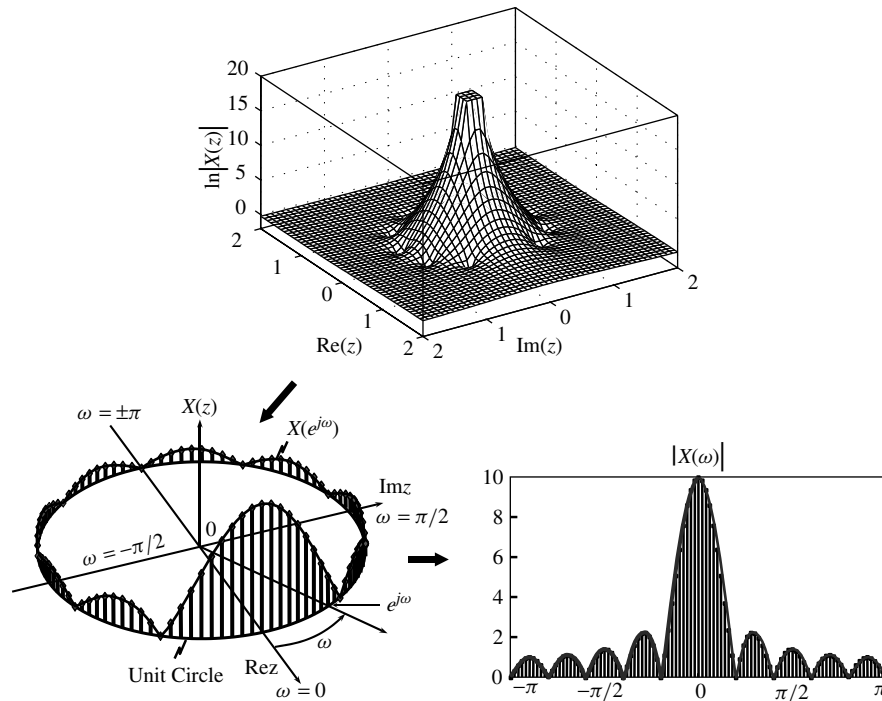 20
15
10
5
0
ln|X(z)|
2
1
0
1
2
Re(z)
2
1
0
1
2
Im(z)
ω = ±π
X(z)
X(e^{jω})
Imz
ω = π/2
0
ω = −π/2
e^{jω}
ω
Unit Circle
Rez
ω = 0
|X(ω)|
10
8
6
4
2
0
−π
−π/2
0
π/2
π